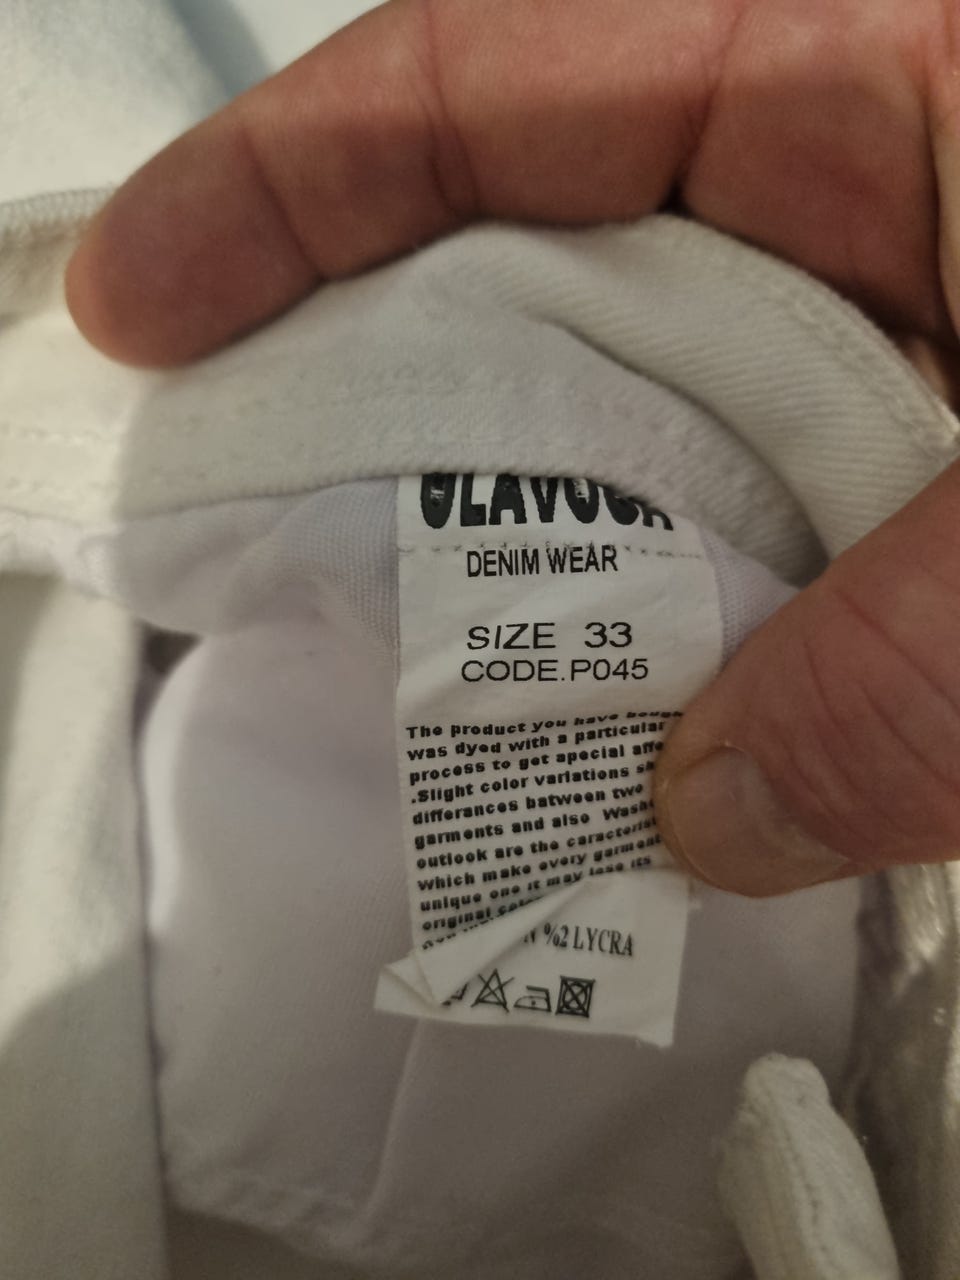 DENIM WEAR
SIZE 33
CODE.P045
The product you have
was dyed with a particular
process to get apecial
.Slight color variations
differances batween two
garments and also
outlook are the
which make every
unique one it may lose its
original
%2 LYCRA